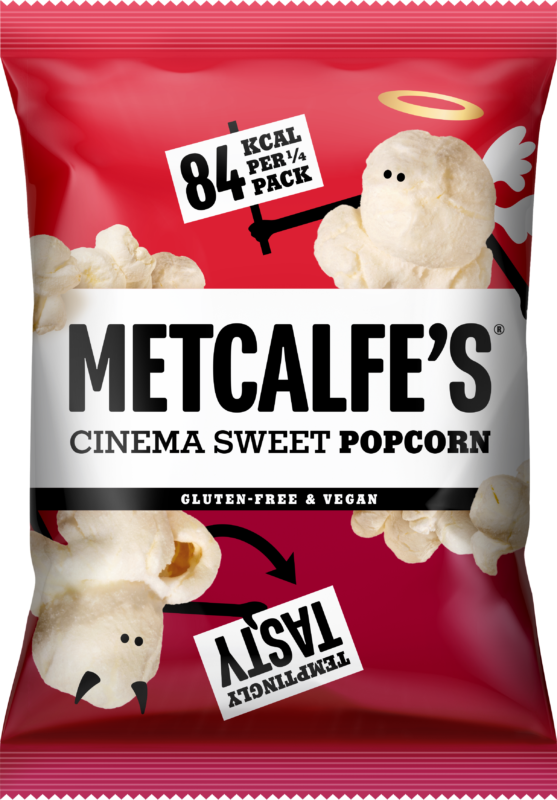 84 KCAL
PER ¼
PACK
METCALFE'S®
CINEMA SWEET POPCORN
GLUTEN-FREE & VEGAN
TEMPTINGLY
TASTY